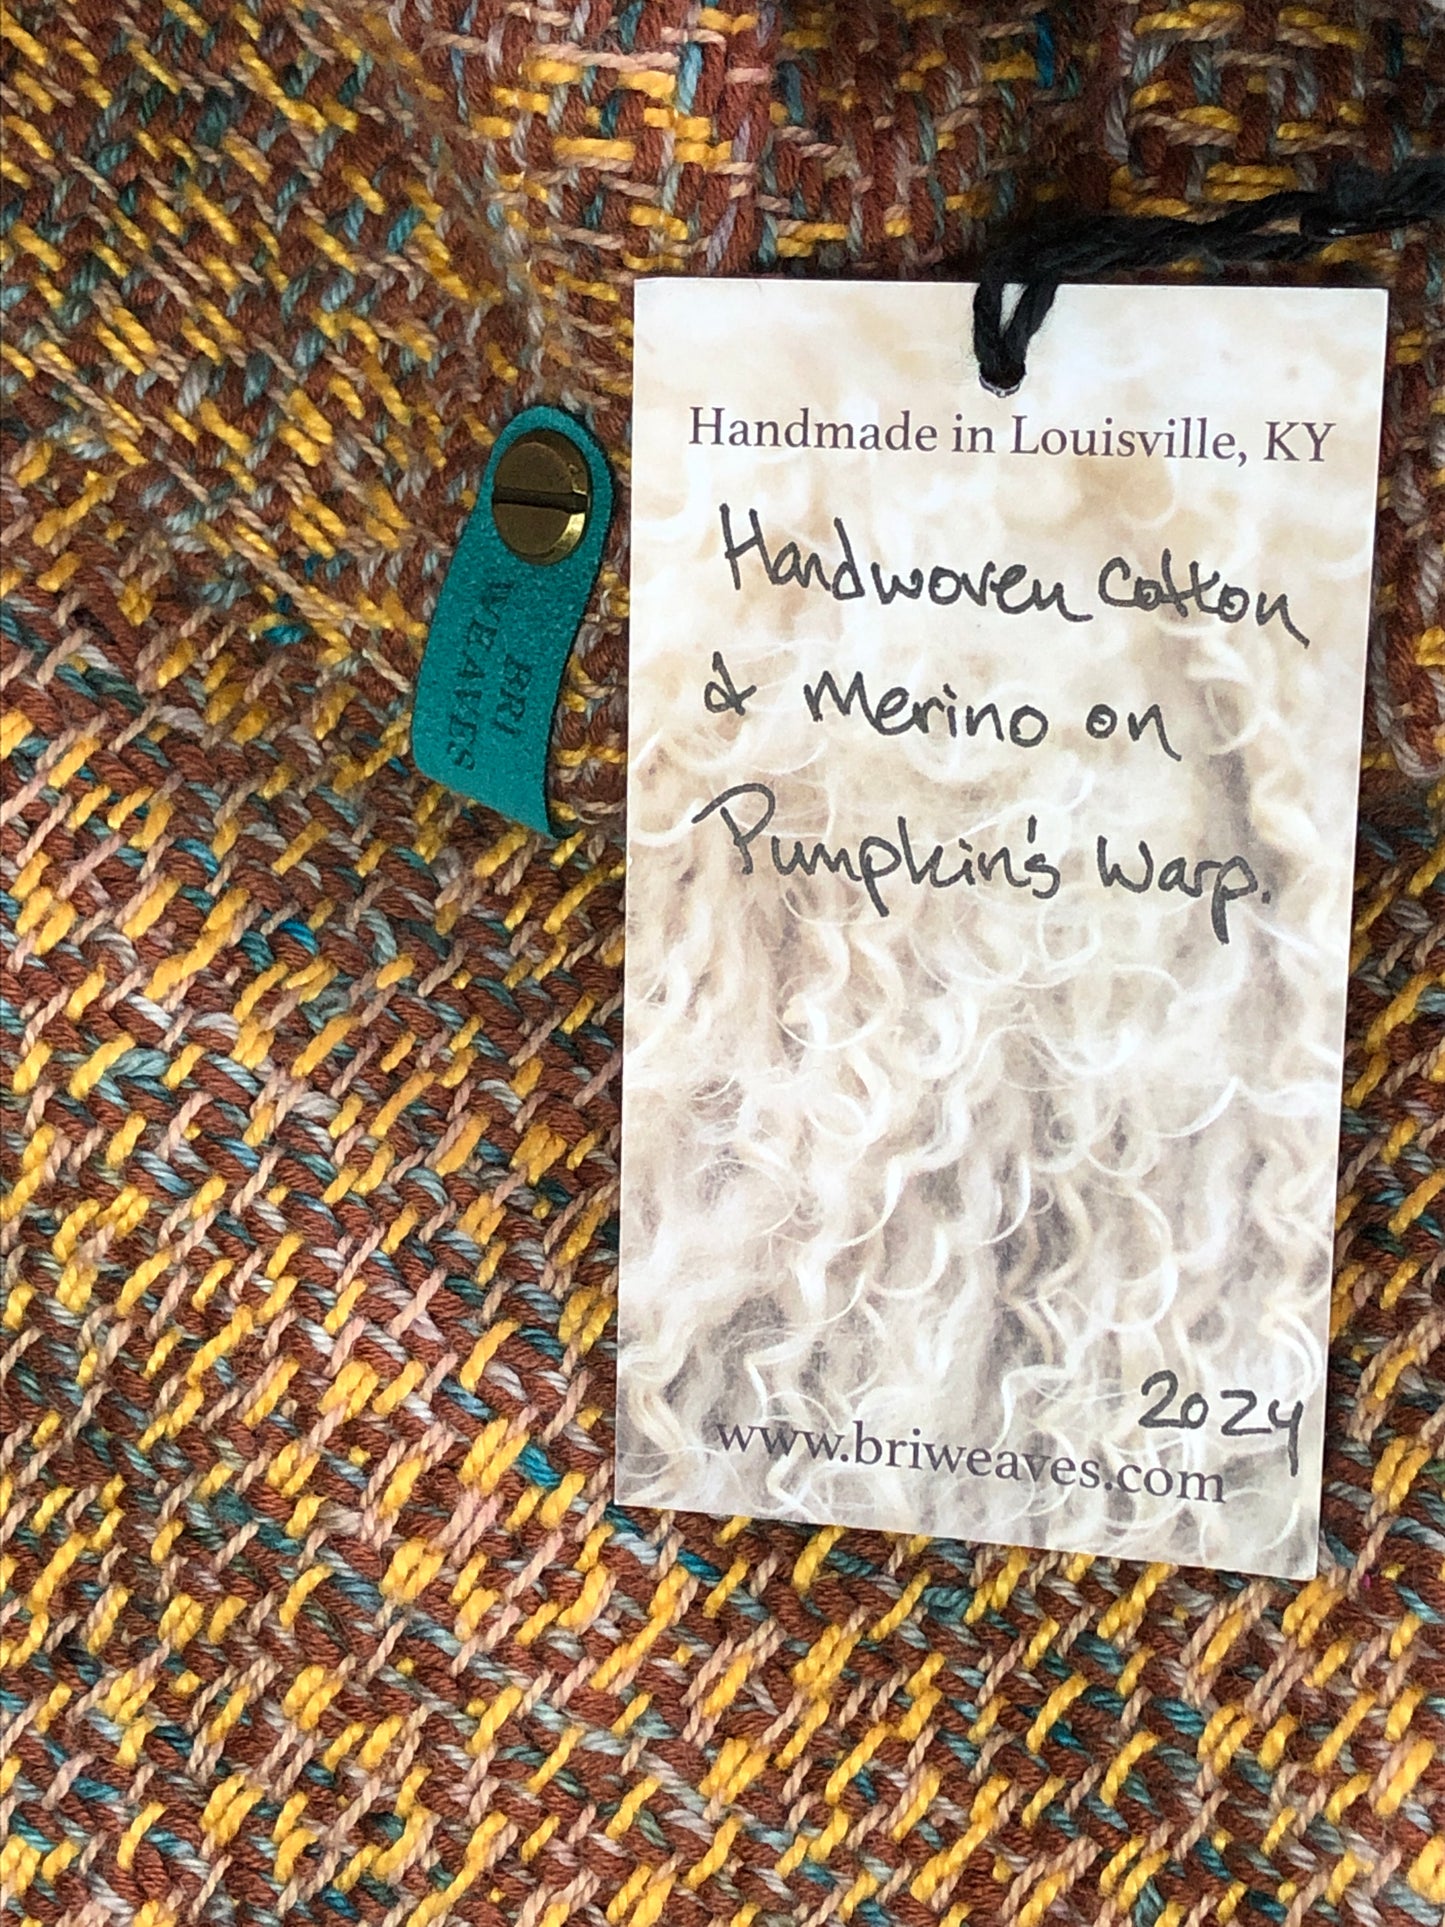 BRI
WEAVES
Handmade in Louisville, KY
Handwoven Cotton
& Merino on
Pumpkin's Warp.
2024
www.briweaves.com